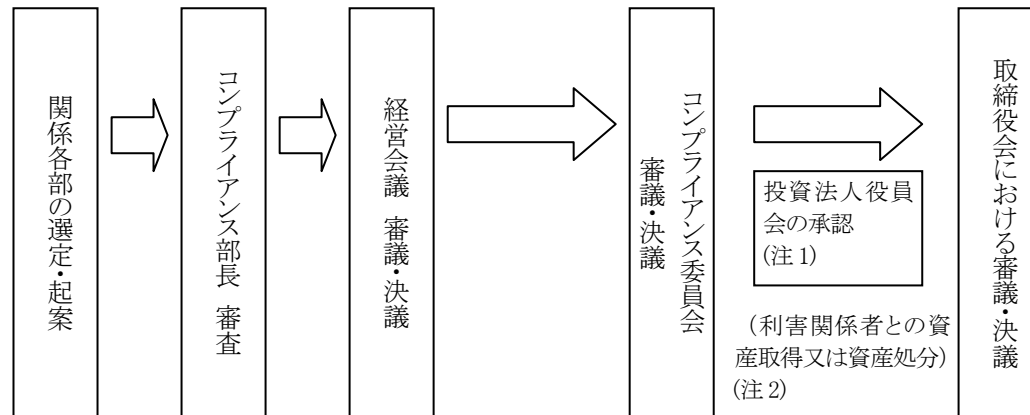 関係各部の選定・起案
コンプライアンス部長 審査
経営会議 審議・決議
コンプライアンス委員会
審議・決議
投資法人役員
会の承認
(注 1)
(利害関係者との資
産取得又は資産処分)
(注 2)
取締役会における審議・決議